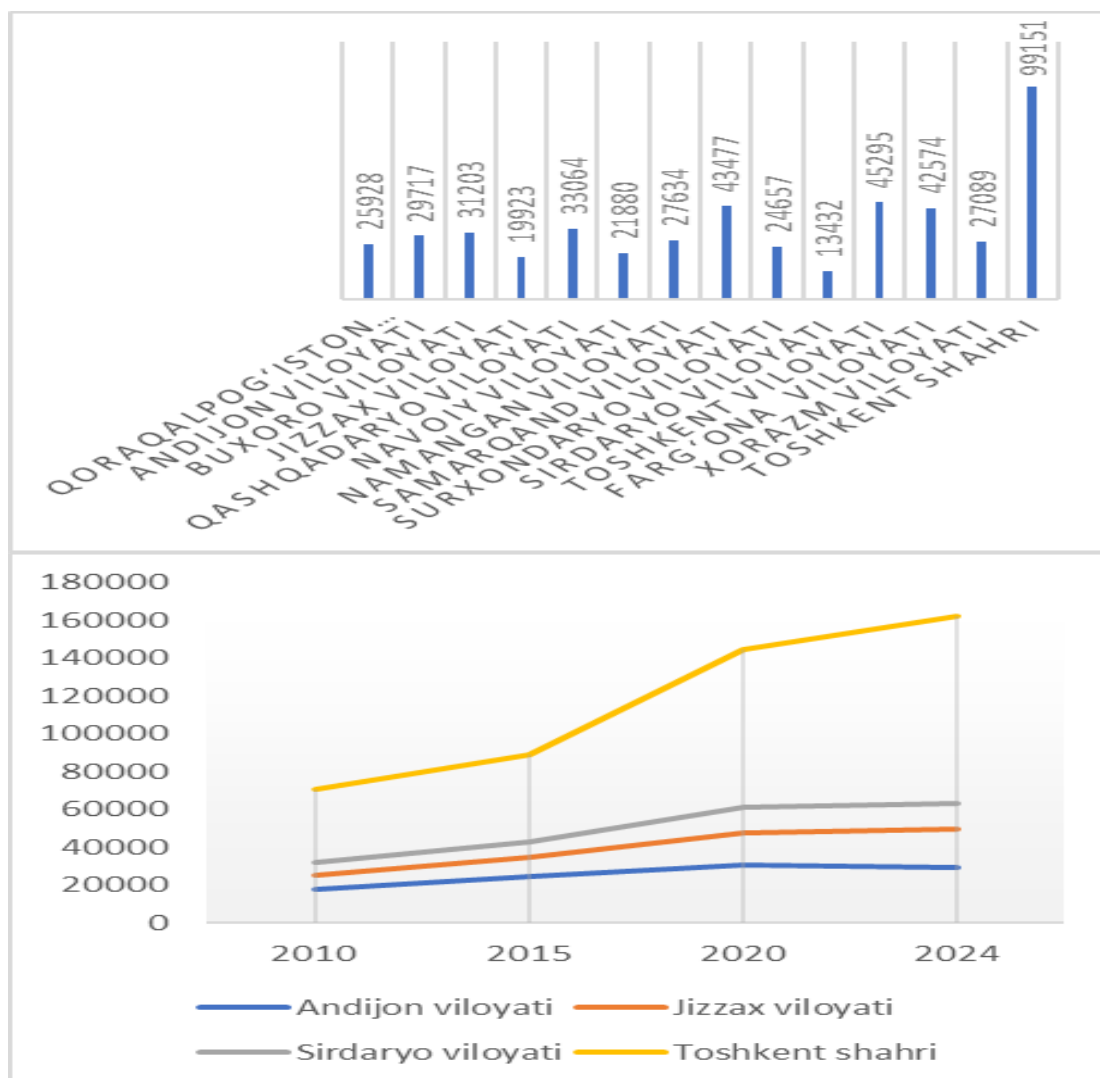 25928
29717
31203
19923
33064
21880
27634
43477
24657
13432
45295
42574
27089
99151
QORAQALPOG‘ISTON…
ANDIJON VILOYATI
BUXORO VILOYATI
JIZZAX VILOYATI
QASHQADARYO VILOYATI
NAVOIY VILOYATI
NAMANGAN VILOYATI
SAMARQAND VILOYATI
SURXONDARYO VILOYATI
SIRDARYO VILOYATI
TOSHKENT VILOYATI
FARG‘ONA VILOYATI
XORAZM VILOYATI
TOSHKENT SHAHRI
180000
160000
140000
120000
100000
80000
60000
40000
20000
0
2010 2015 2020 2024
Andijon viloyati Jizzax viloyati
Sirdaryo viloyati Toshkent shahri